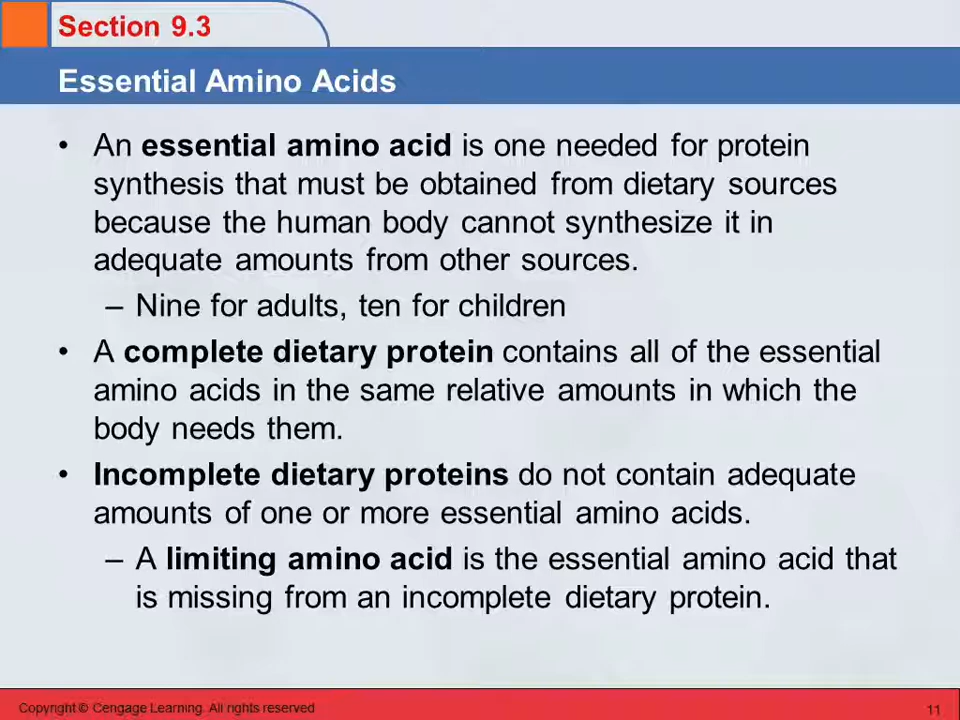 Section 9.3
Essential Amino Acids
• An essential amino acid is one needed for protein
synthesis that must be obtained from dietary sources
because the human body cannot synthesize it in
adequate amounts from other sources.
– Nine for adults, ten for children
• A complete dietary protein contains all of the essential
amino acids in the same relative amounts in which the
body needs them.
• Incomplete dietary proteins do not contain adequate
amounts of one or more essential amino acids.
– A limiting amino acid is the essential amino acid that
is missing from an incomplete dietary protein.
Copyright © Cengage Learning. All rights reserved
11